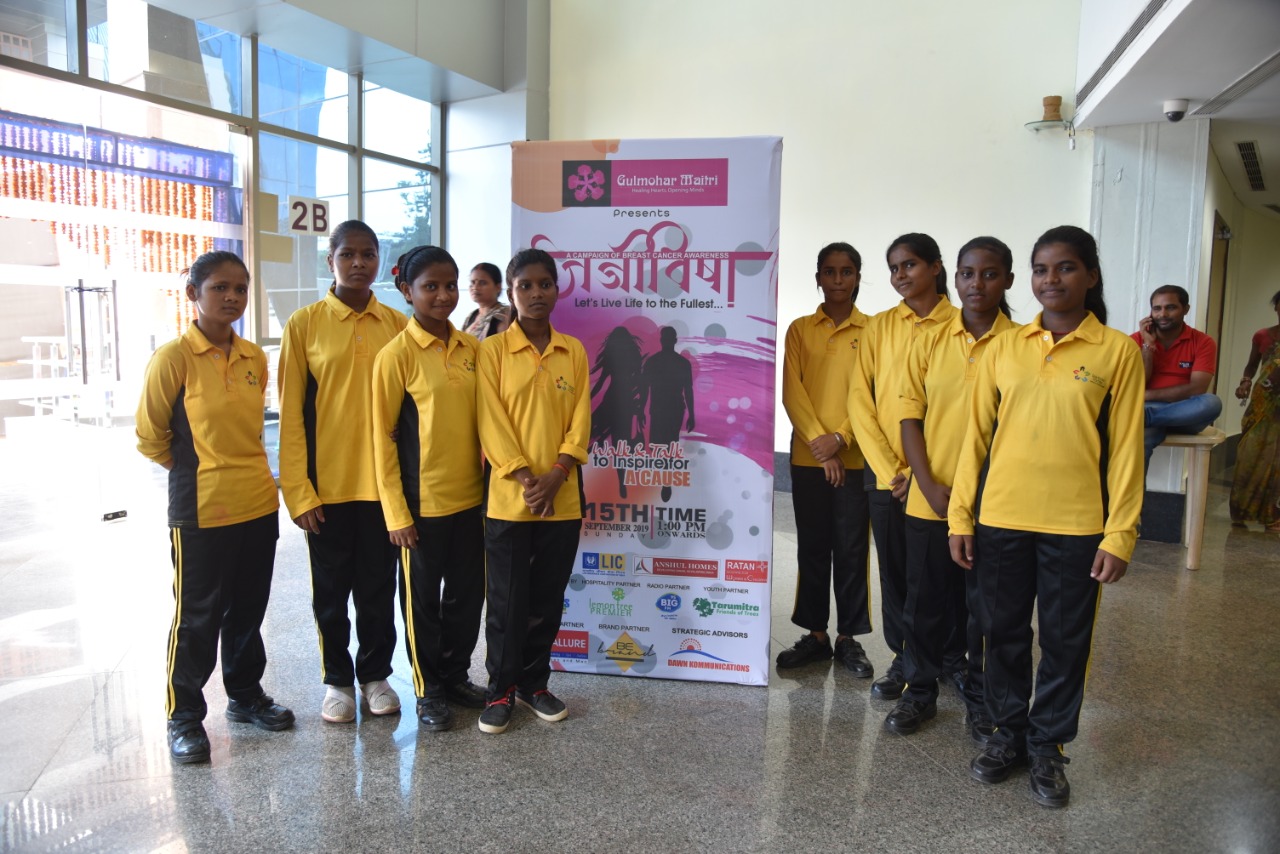 2B
Gulmohar Maitri
Healing Hearts, Opening Minds
Presents
A CAMPAIGN OF BREAST CANCER AWARENESS
जिजीविषा
Let's Live Life to the Fullest...
Walk & Talk
to Inspire for
A CAUSE
15TH
SEPTEMBER 2019
SUNDAY
TIME
1:00 PM
ONWARDS
LIC
ANSHUL HOMES
RATAN
HOSPITALITY PARTNER
RADIO PARTNER
YOUTH PARTNER
lemon tree
PREMIER
BIG
Tarumitra
Friends of Trees
BRAND PARTNER
STRATEGIC ADVISORS
ALLURE
BE
brand
DAWN KOMMUNICATIONS